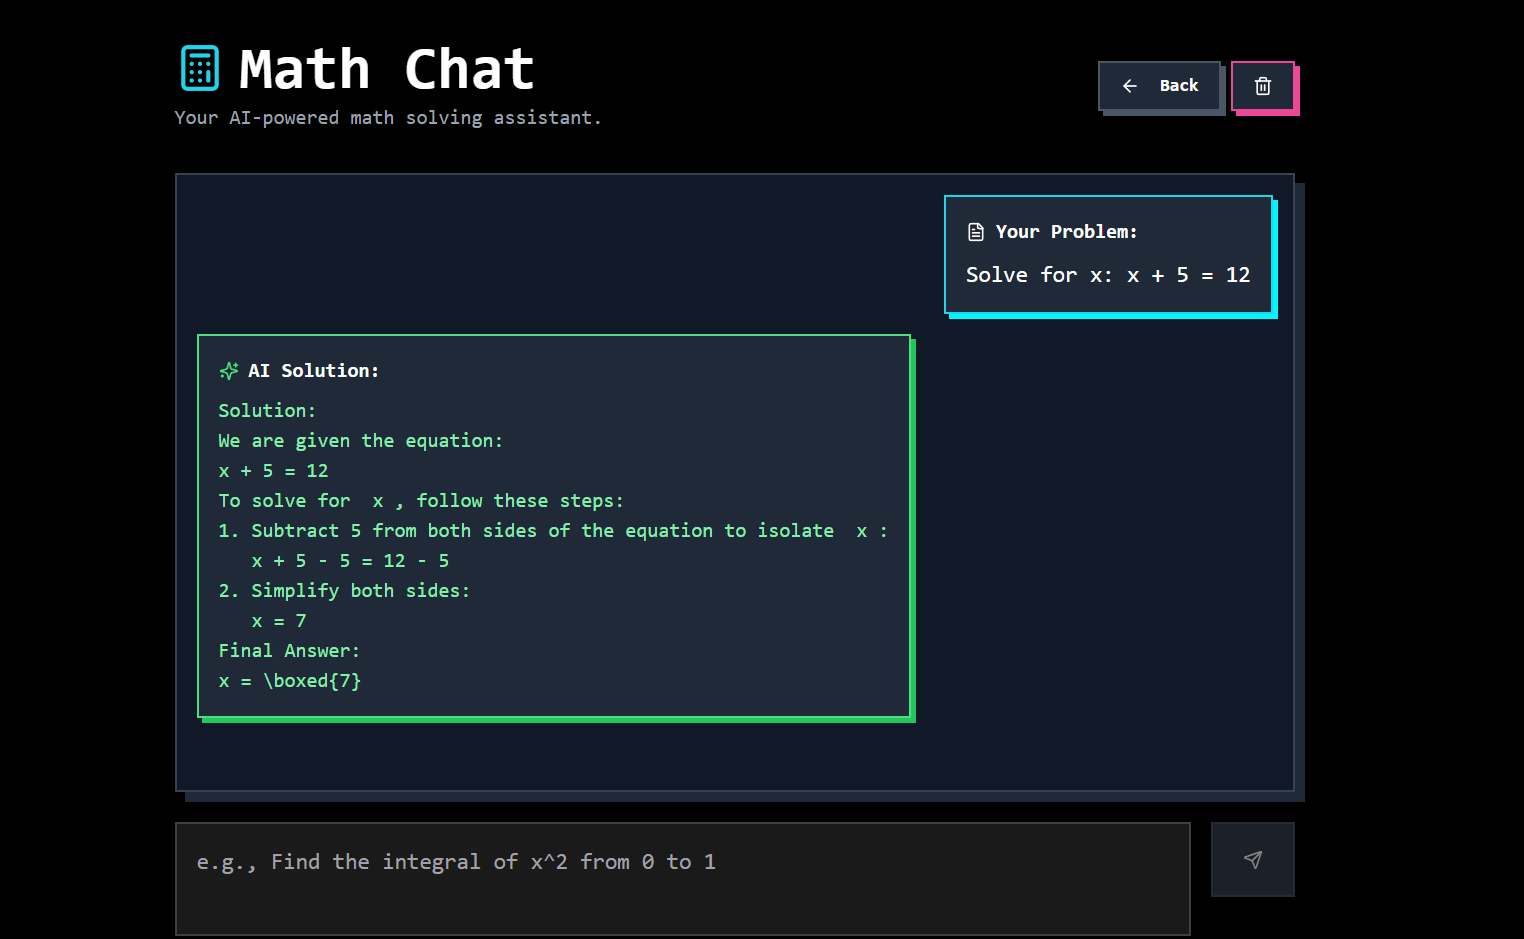 Math Chat
Your AI-powered math solving assistant.
Back
Your Problem:
Solve for x: x + 5 = 12
AI Solution:
Solution:
We are given the equation:
x + 5 = 12
To solve for  x , follow these steps:
1. Subtract 5 from both sides of the equation to isolate  x :
   x + 5 - 5 = 12 - 5
2. Simplify both sides:
   x = 7
Final Answer:
x = \boxed{7}
e.g., Find the integral of x^2 from 0 to 1